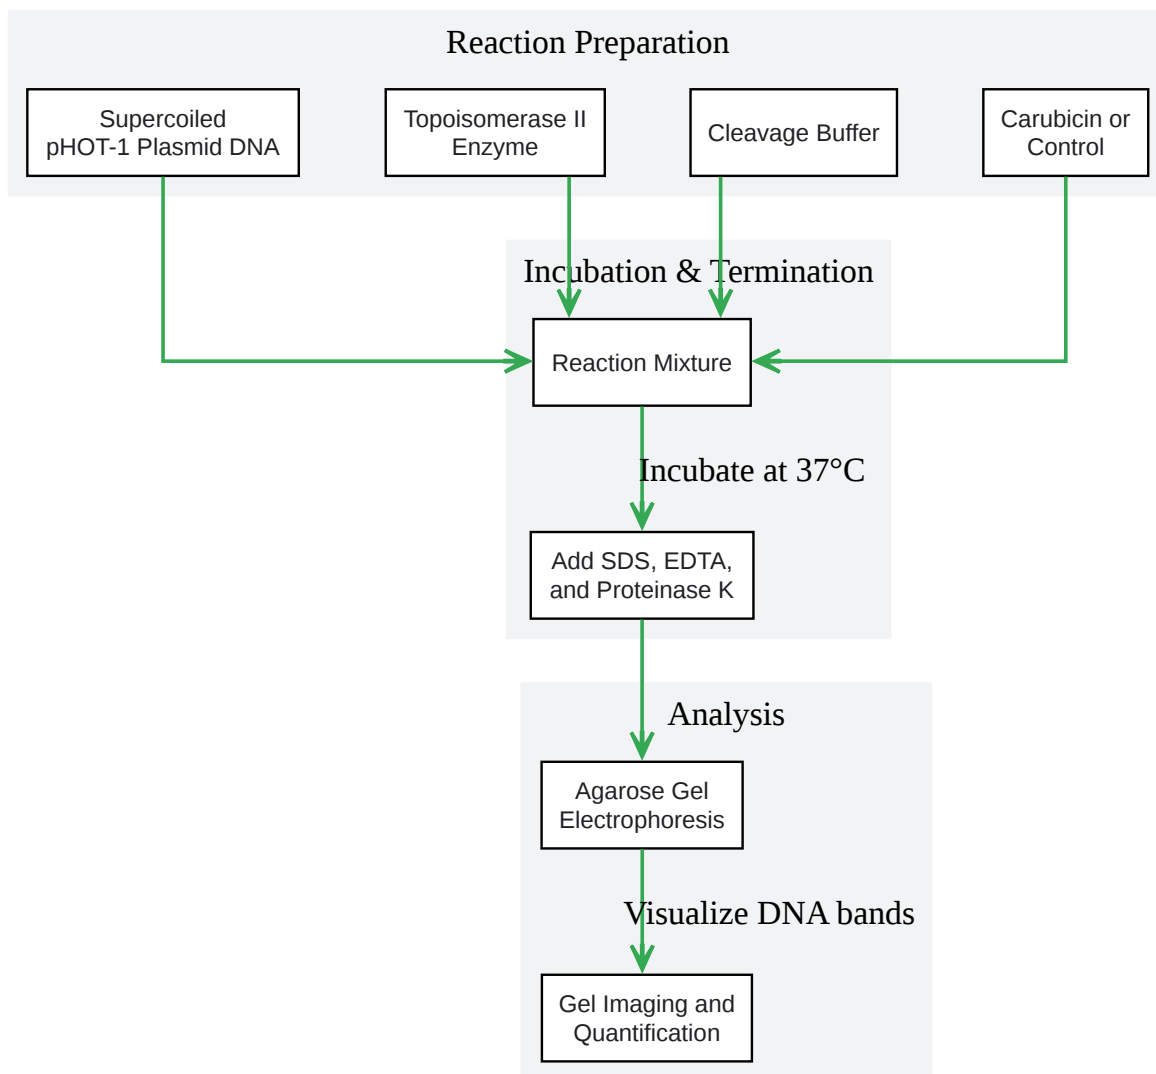 Reaction Preparation
Supercoiled
pHOT-1 Plasmid DNA
Topoisomerase II
Enzyme
Cleavage Buffer
Carubicin or
Control
Incubation & Termination
Reaction Mixture
Incubate at 37°C
Add SDS, EDTA,
and Proteinase K
Analysis
Agarose Gel
Electrophoresis
Visualize DNA bands
Gel Imaging and
Quantification